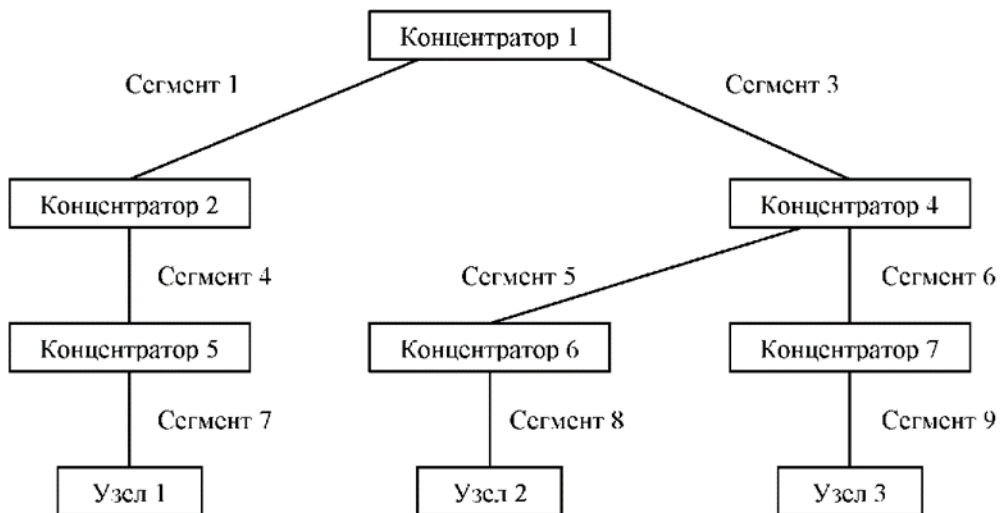 Концентратор 1
Сегмент 1
Сегмент 3
Концентратор 2
Концентратор 4
Сегмент 4
Сегмент 5
Сегмент 6
Концентратор 5
Концентратор 6
Концентратор 7
Сегмент 7
Сегмент 8
Сегмент 9
Узел 1
Узел 2
Узел 3